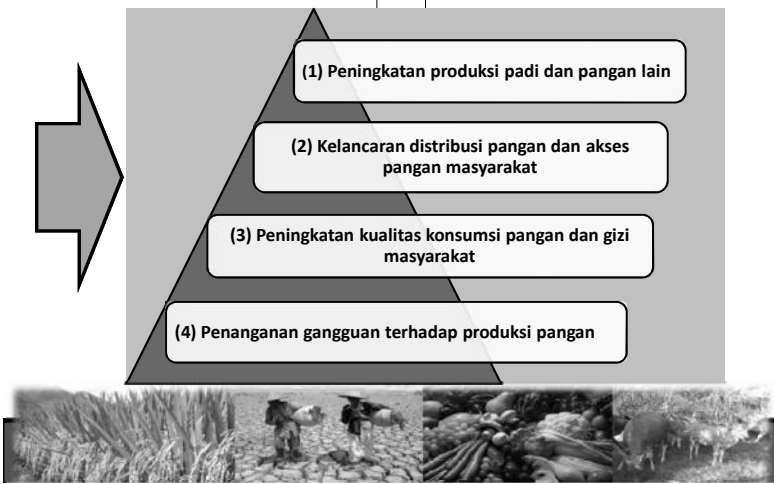 (1) Peningkatan produksi padi dan pangan lain
(2) Kelancaran distribusi pangan dan akses
pangan masyarakat
(3) Peningkatan kualitas konsumsi pangan dan gizi
masyarakat
(4) Penanganan gangguan terhadap produksi pangan